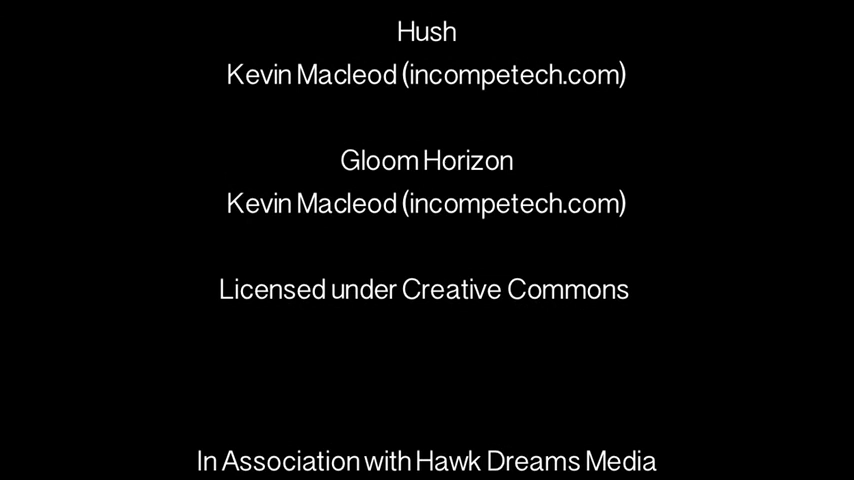 Hush
Kevin Macleod (incompetech.com)
Gloom Horizon
Kevin Macleod (incompetech.com)
Licensed under Creative Commons
In Association with Hawk Dreams Media